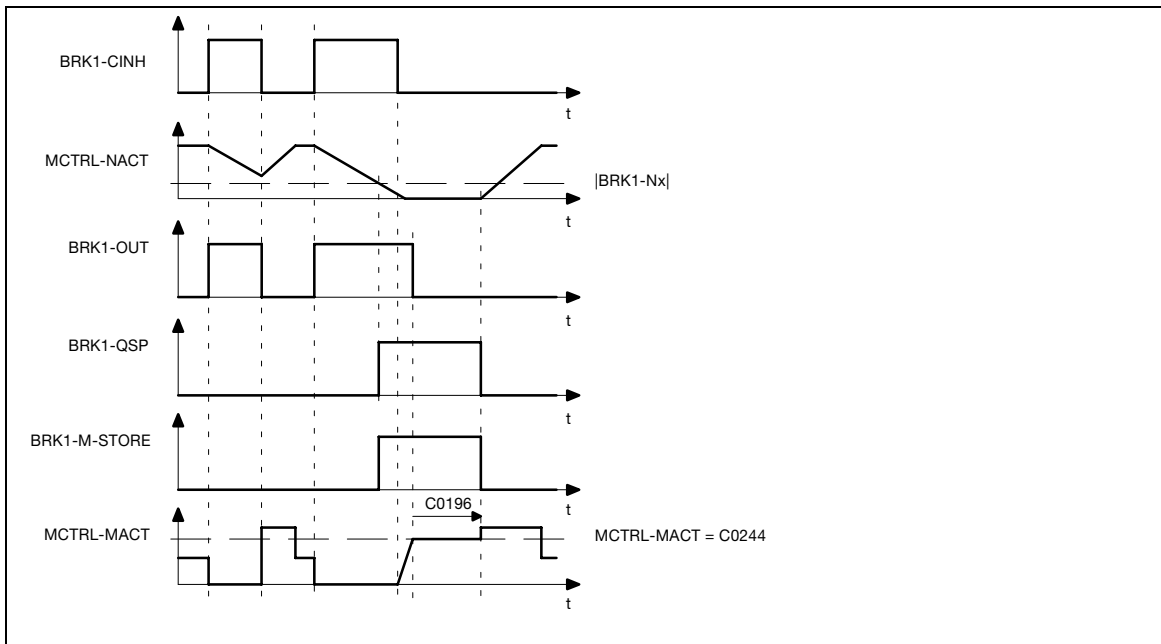 BRK1-CINH
t
MCTRL-NACT
|BRK1-Nx|
t
BRK1-OUT
t
BRK1-QSP
t
BRK1-M-STORE
t
C0196
MCTRL-MACT
MCTRL-MACT = C0244
t